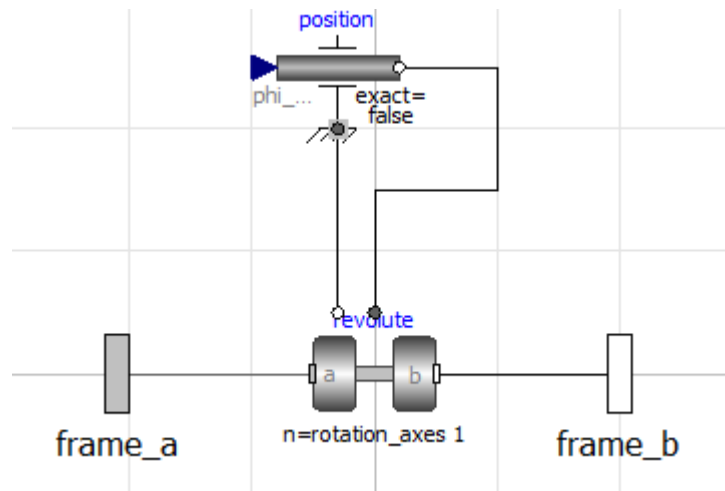 position
phi_...
exact=
false
revolute
a
b
n=rotation_axes 1
frame_a
frame_b